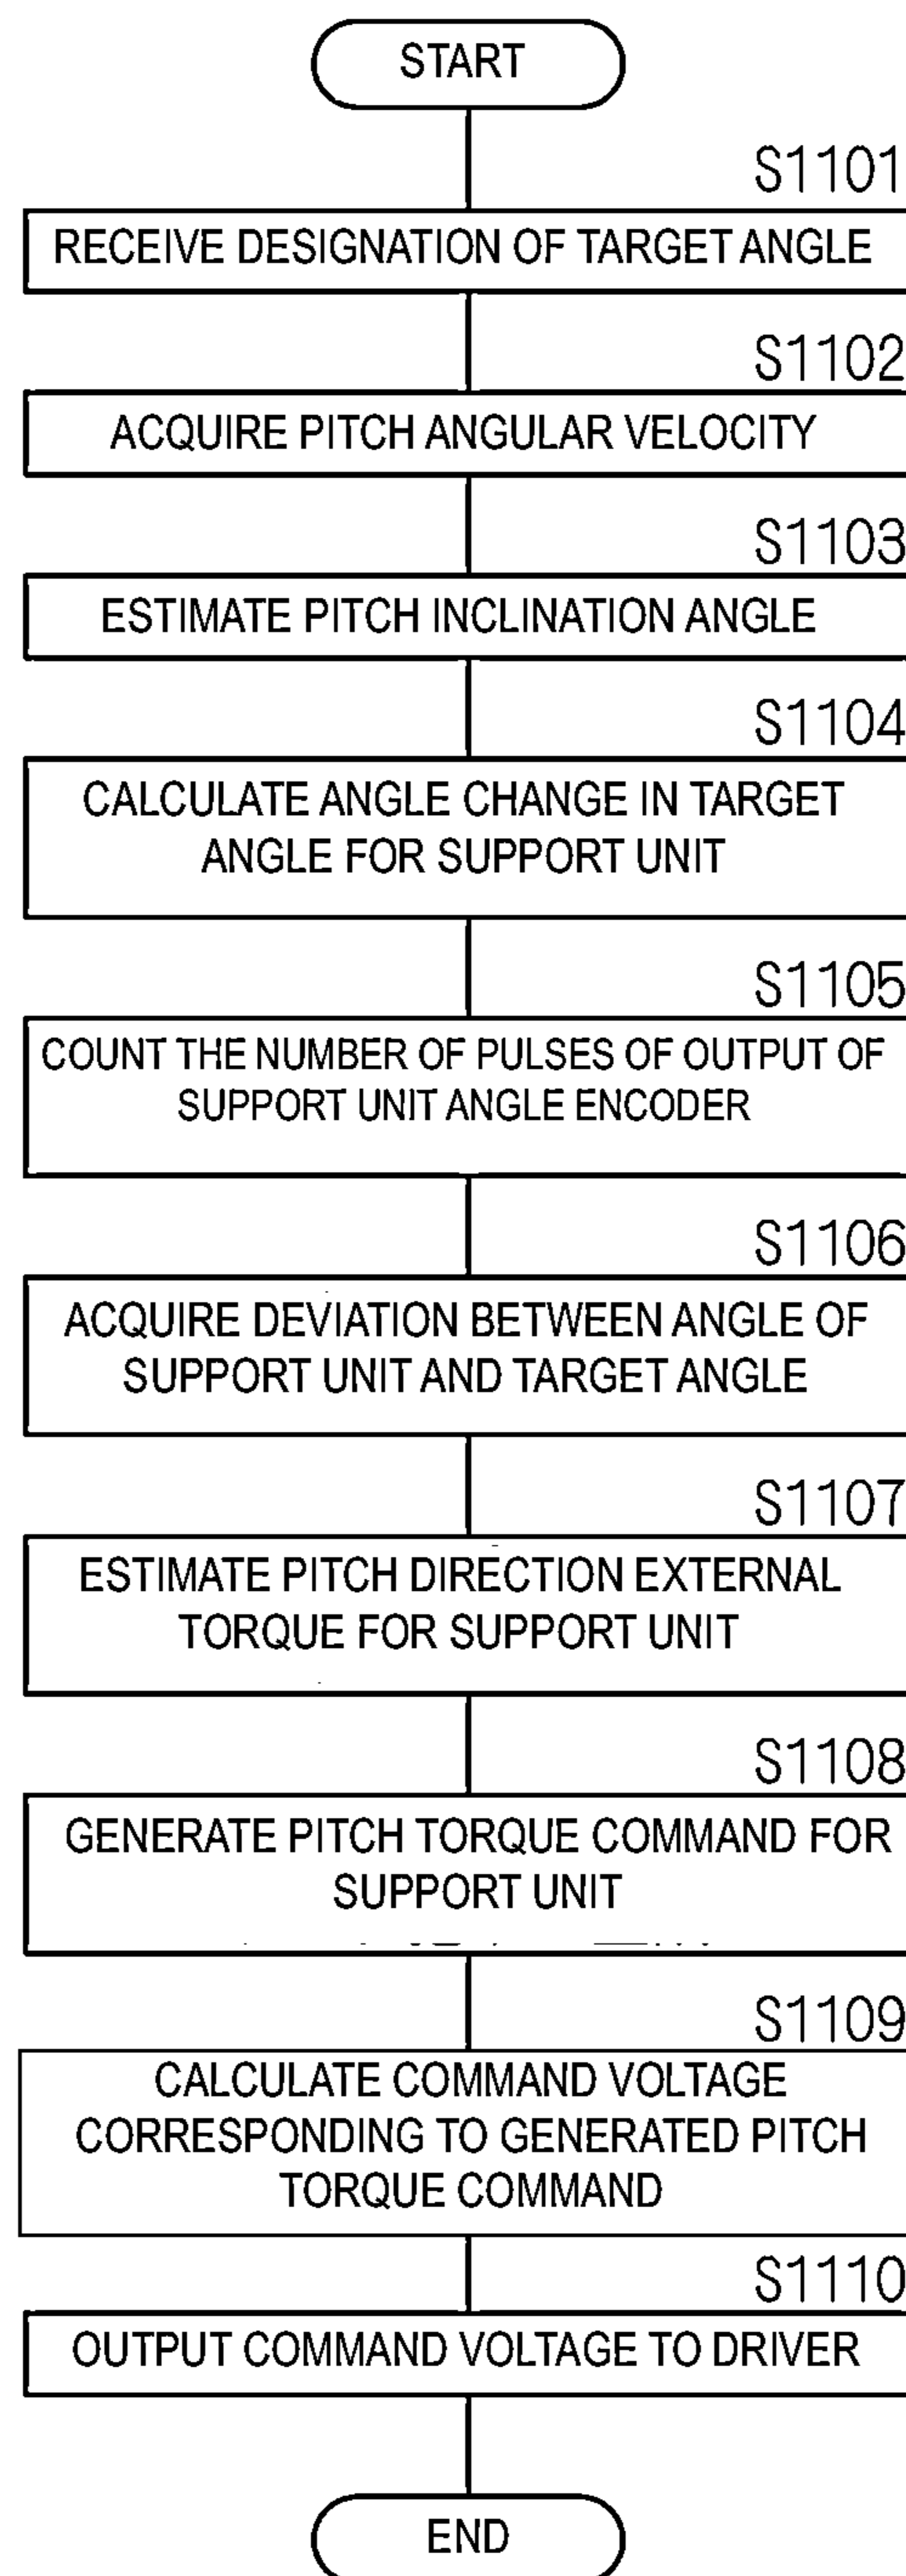 START
S1101
RECEIVE DESIGNATION OF TARGET ANGLE
S1102
ACQUIRE PITCH ANGULAR VELOCITY
S1103
ESTIMATE PITCH INCLINATION ANGLE
S1104
CALCULATE ANGLE CHANGE IN TARGET
ANGLE FOR SUPPORT UNIT
S1105
COUNT THE NUMBER OF PULSES OF OUTPUT OF
SUPPORT UNIT ANGLE ENCODER
S1106
ACQUIRE DEVIATION BETWEEN ANGLE OF
SUPPORT UNIT AND TARGET ANGLE
S1107
ESTIMATE PITCH DIRECTION EXTERNAL
TORQUE FOR SUPPORT UNIT
S1108
GENERATE PITCH TORQUE COMMAND FOR
SUPPORT UNIT
S1109
CALCULATE COMMAND VOLTAGE
CORRESPONDING TO GENERATED PITCH
TORQUE COMMAND
S1110
OUTPUT COMMAND VOLTAGE TO DRIVER
END